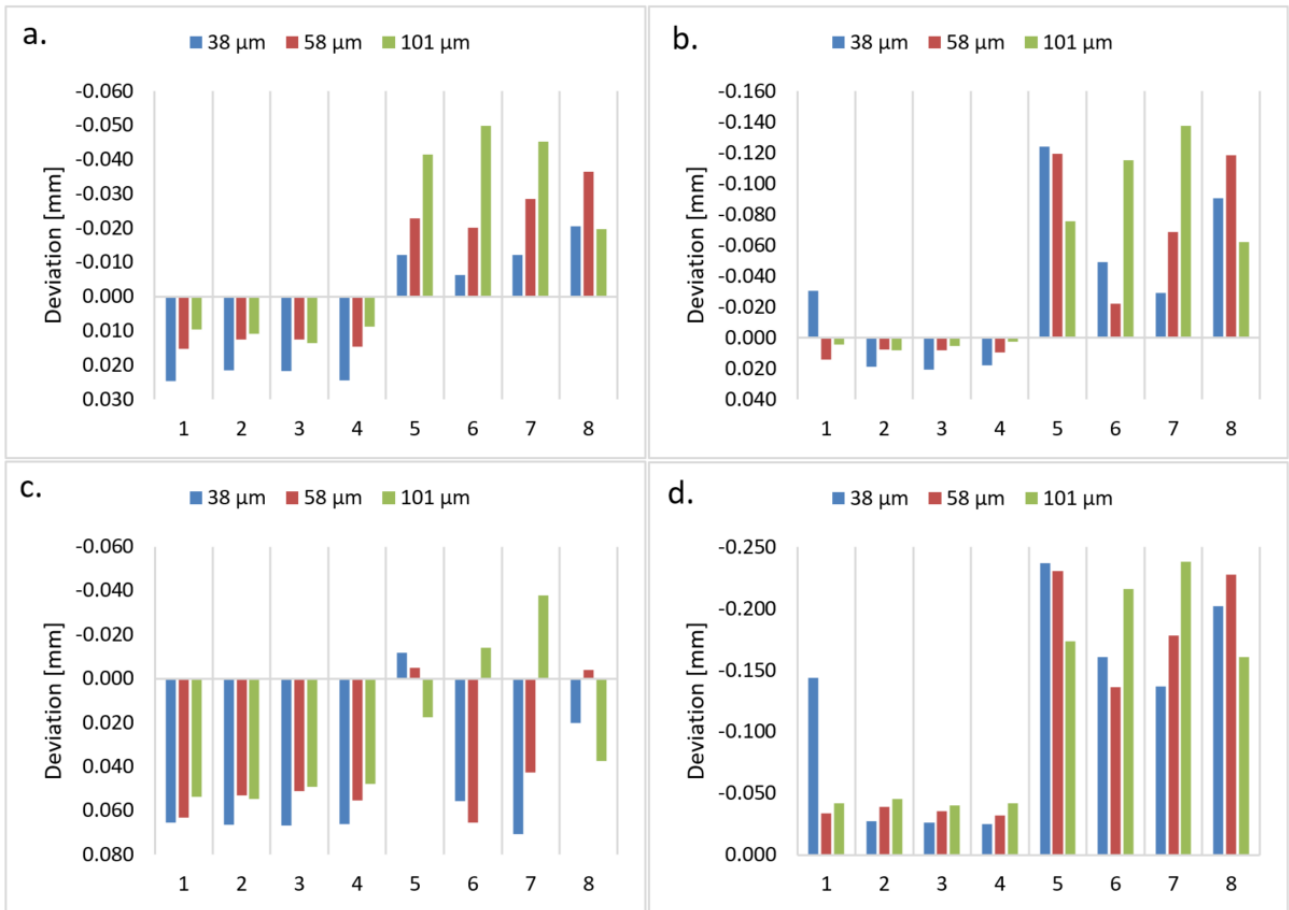 a.
38 μm 58 μm 101 μm
Deviation [mm]
-0.060
-0.050
-0.040
-0.030
-0.020
-0.010
0.000
0.010
0.020
0.030
1 2 3 4 5 6 7 8
b.
38 μm 58 μm 101 μm
Deviation [mm]
-0.160
-0.140
-0.120
-0.100
-0.080
-0.060
-0.040
-0.020
0.000
0.020
0.040
1 2 3 4 5 6 7 8
c.
38 μm 58 μm 101 μm
Deviation [mm]
-0.060
-0.040
-0.020
0.000
0.020
0.040
0.060
0.080
1 2 3 4 5 6 7 8
d.
38 μm 58 μm 101 μm
Deviation [mm]
-0.250
-0.200
-0.150
-0.100
-0.050
0.000
1 2 3 4 5 6 7 8